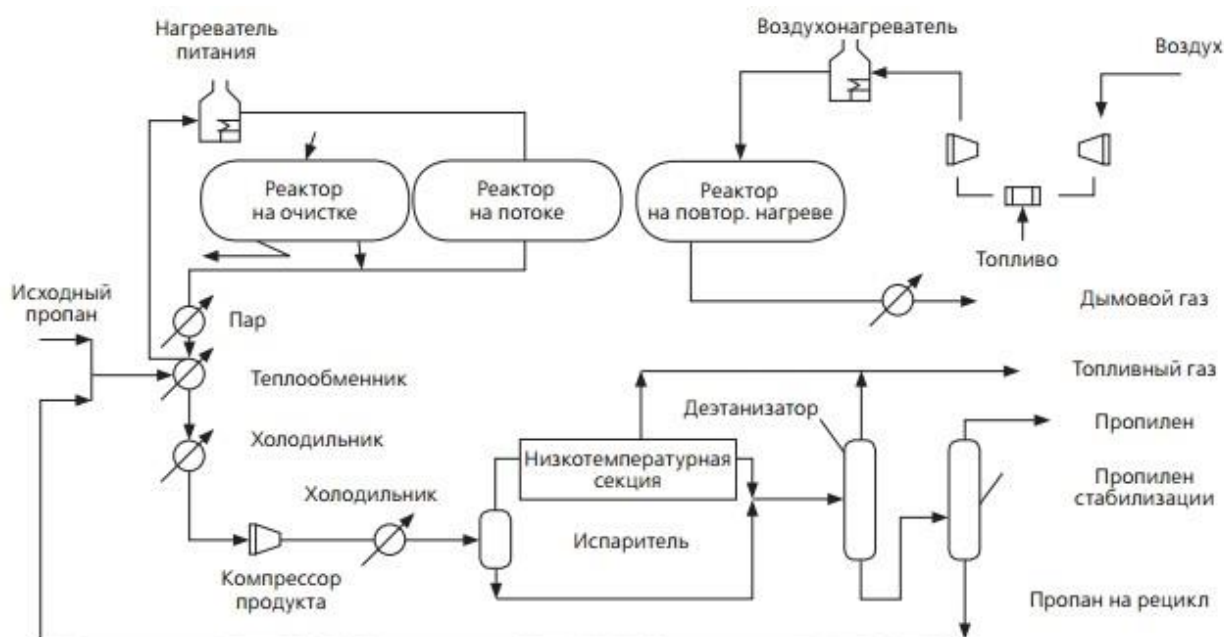 Нагреватель
питания
Воздухонагреватель
Воздух
Реактор
на очистке
Реактор
на потоке
Реактор
на повтор. нагреве
Топливо
Исходный
пропан
Пар
Дымовой газ
Теплообменник
Топливный газ
Деэтанизатор
Пропилен
Холодильник
Низкотемпературная
секция
Пропилен
стабилизации
Холодильник
Испаритель
Компрессор
продукта
Пропан на рецикл